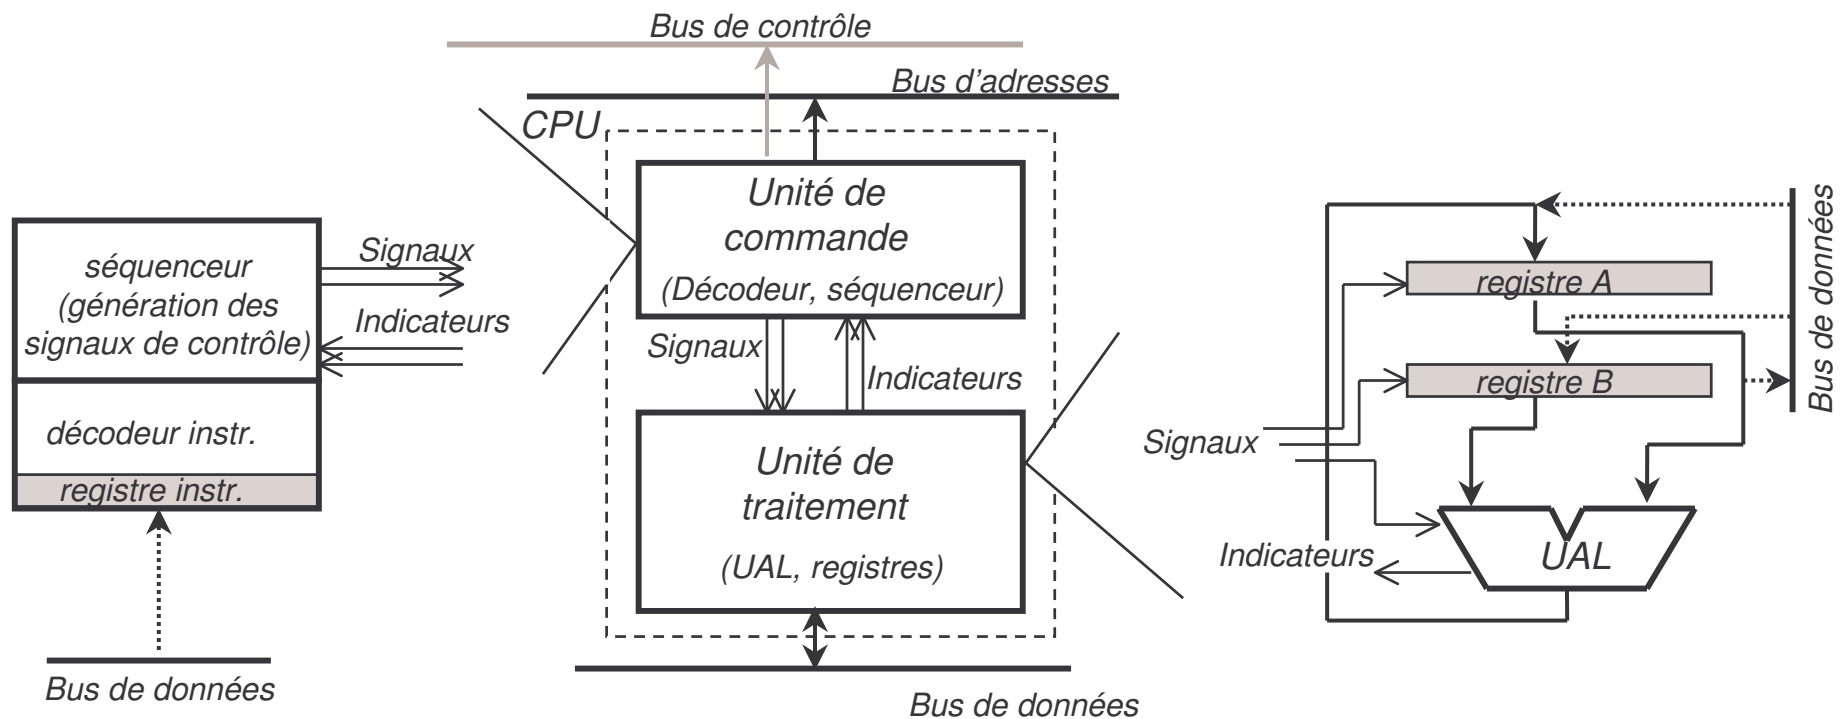 Bus de contrôle
Bus d'adresses
CPU
Unité de
commande
(Décodeur, séquenceur)
Signaux
Indicateurs
Unité de
traitement
(UAL, registres)
Bus de données
séquenceur
(génération des
signaux de contrôle)
Signaux
Indicateurs
décodeur instr.
registre instr.
Bus de données
registre A
registre B
Bus de données
Signaux
Indicateurs
UAL